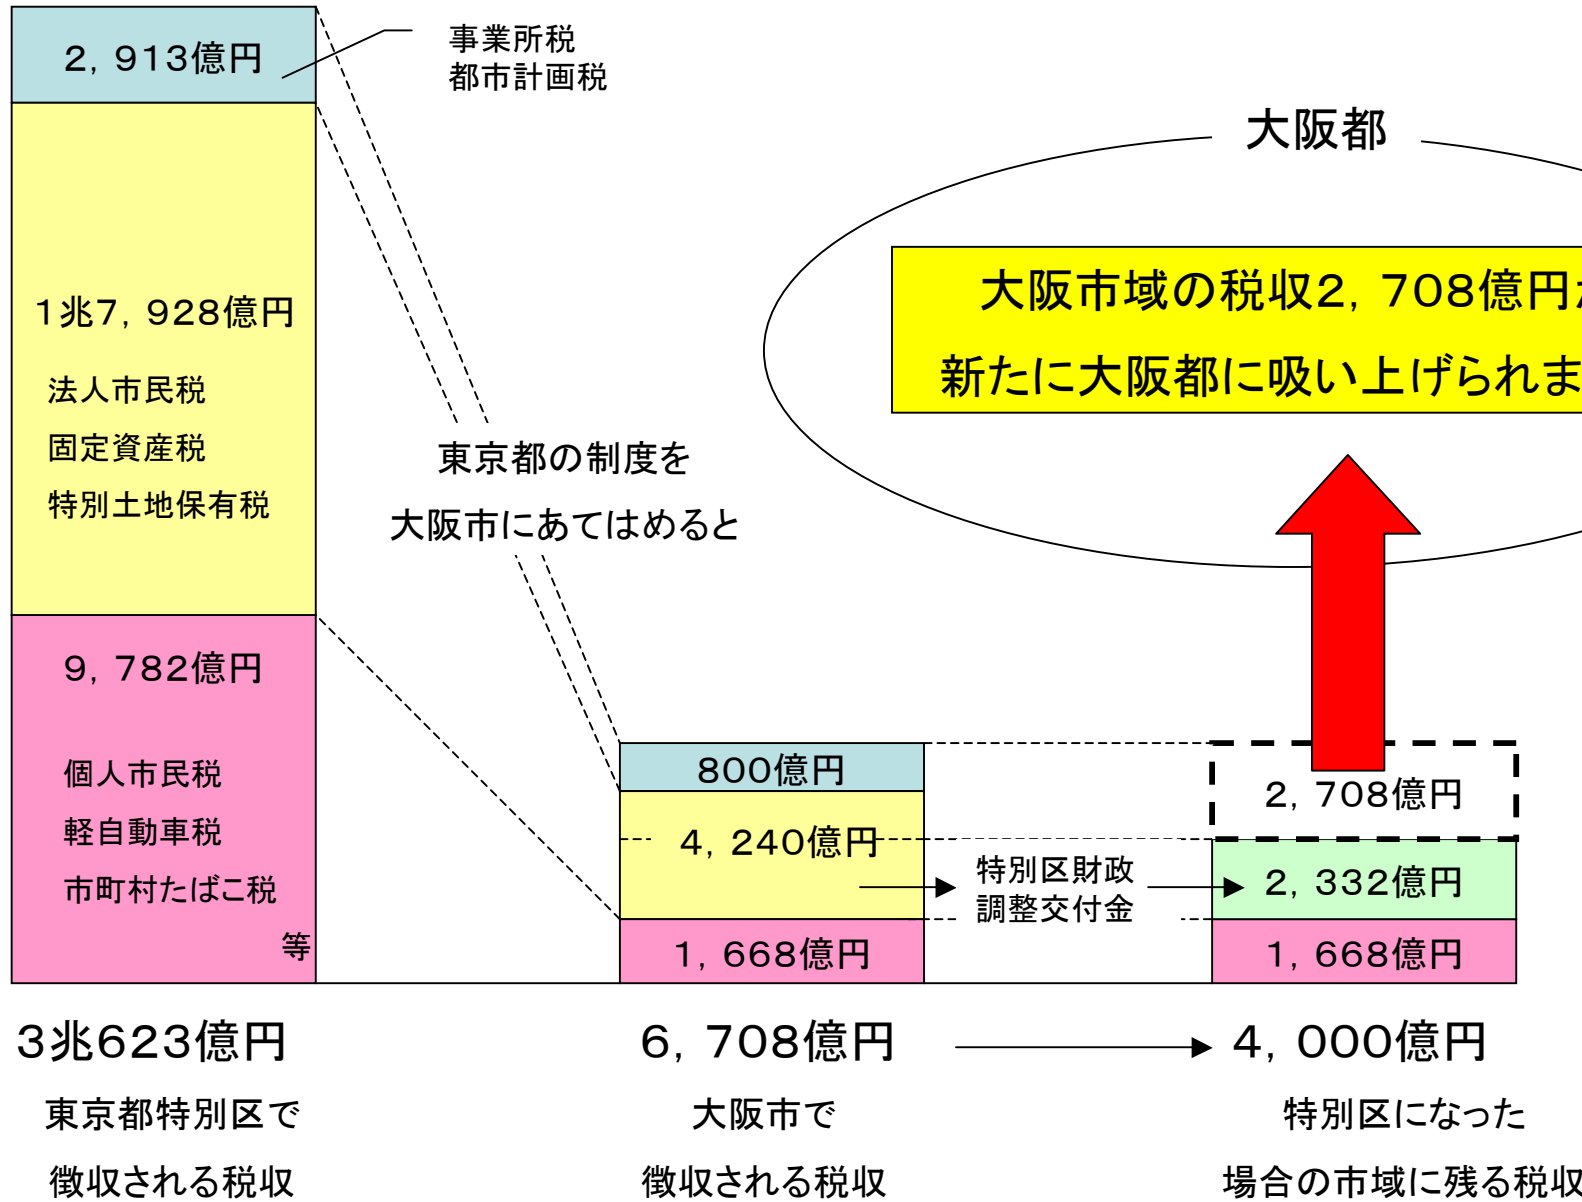 2，913億円
事業所税
都市計画税
1兆7，928億円
法人市民税
固定資産税
特別土地保有税
9，782億円
個人市民税
軽自動車税
市町村たばこ税
等
東京都の制度を
大阪市にあてはめると
大阪都
大阪市域の税収2，708億円
新たに大阪都に吸い上げられま
800億円
4，240億円
1，668億円
特別区財政
調整交付金
2，708億円
2，332億円
1，668億円
3兆623億円
東京都特別区で
徴収される税収
6，708億円
大阪市で
徴収される税収
4，000億円
特別区になった
場合の市域に残る税収